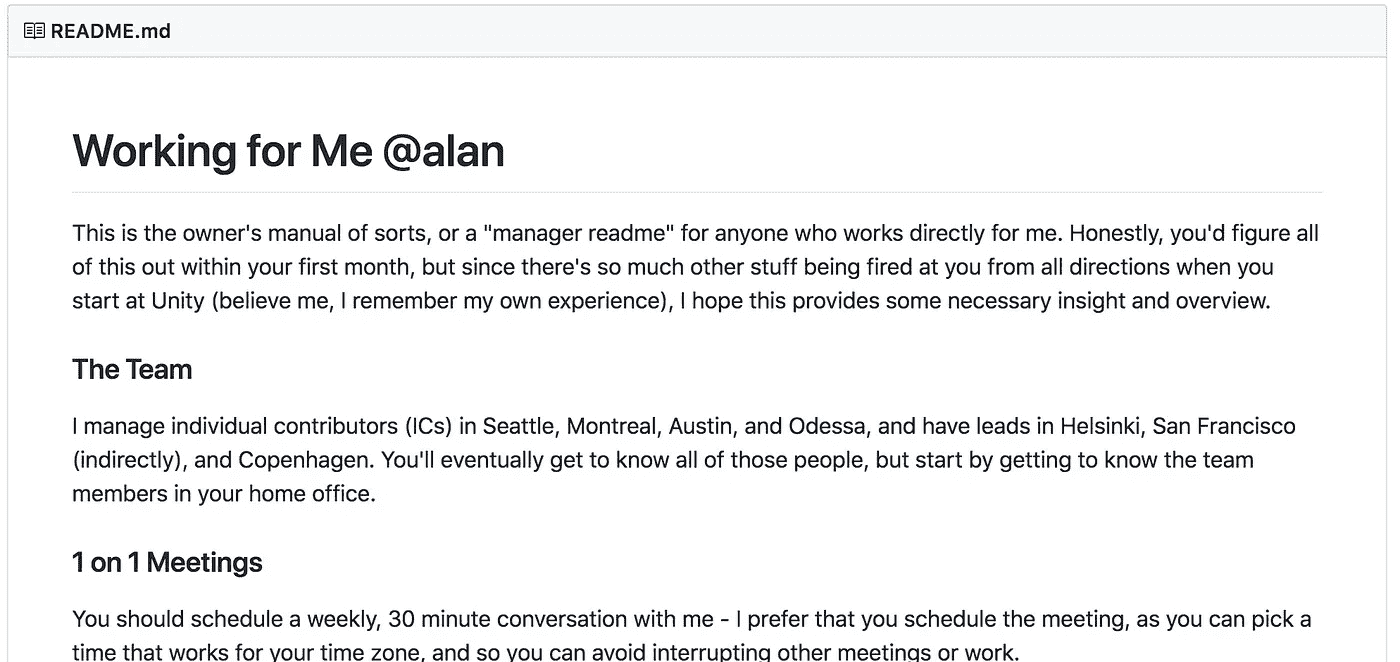 README.md
Working for Me @alan
This is the owner's manual of sorts, or a "manager readme" for anyone who works directly for me. Honestly, you'd figure all
of this out within your first month, but since there's so much other stuff being fired at you from all directions when you
start at Unity (believe me, I remember my own experience), I hope this provides some necessary insight and overview.
The Team
I manage individual contributors (ICs) in Seattle, Montreal, Austin, and Odessa, and have leads in Helsinki, San Francisco
(indirectly), and Copenhagen. You'll eventually get to know all of those people, but start by getting to know the team
members in your home office.
1 on 1 Meetings
You should schedule a weekly, 30 minute conversation with me - I prefer that you schedule the meeting, as you can pick a
time that works for your time zone, and so you can avoid interrupting other meetings or work.